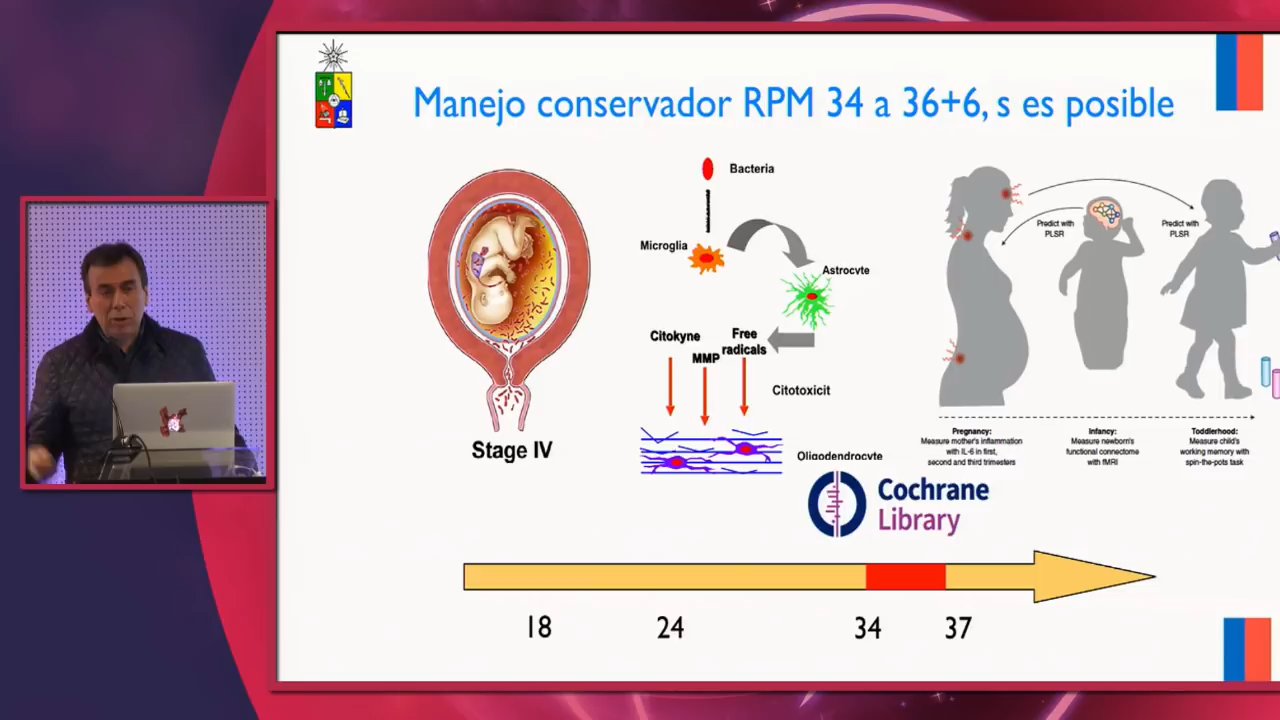 Manejo conservador RPM 34 a 36+6, s es posible
Bacteria
Microglia
Astrocyte
Citokyne
MMP
Free
radicals
Citotoxicit
Oligodendrocyte
Stage IV
Predict with
PLSR
Predict with
PLSR
Pregnancy:
Measure mother's inflammation
with IL-6 in first,
second and third trimesters
Infancy:
Measure newborn's
functional connectome
with fMRI
Toddlerhood:
Measure child's
working memory with
spin-the-pots task
Cochrane
Library
18
24
34
37